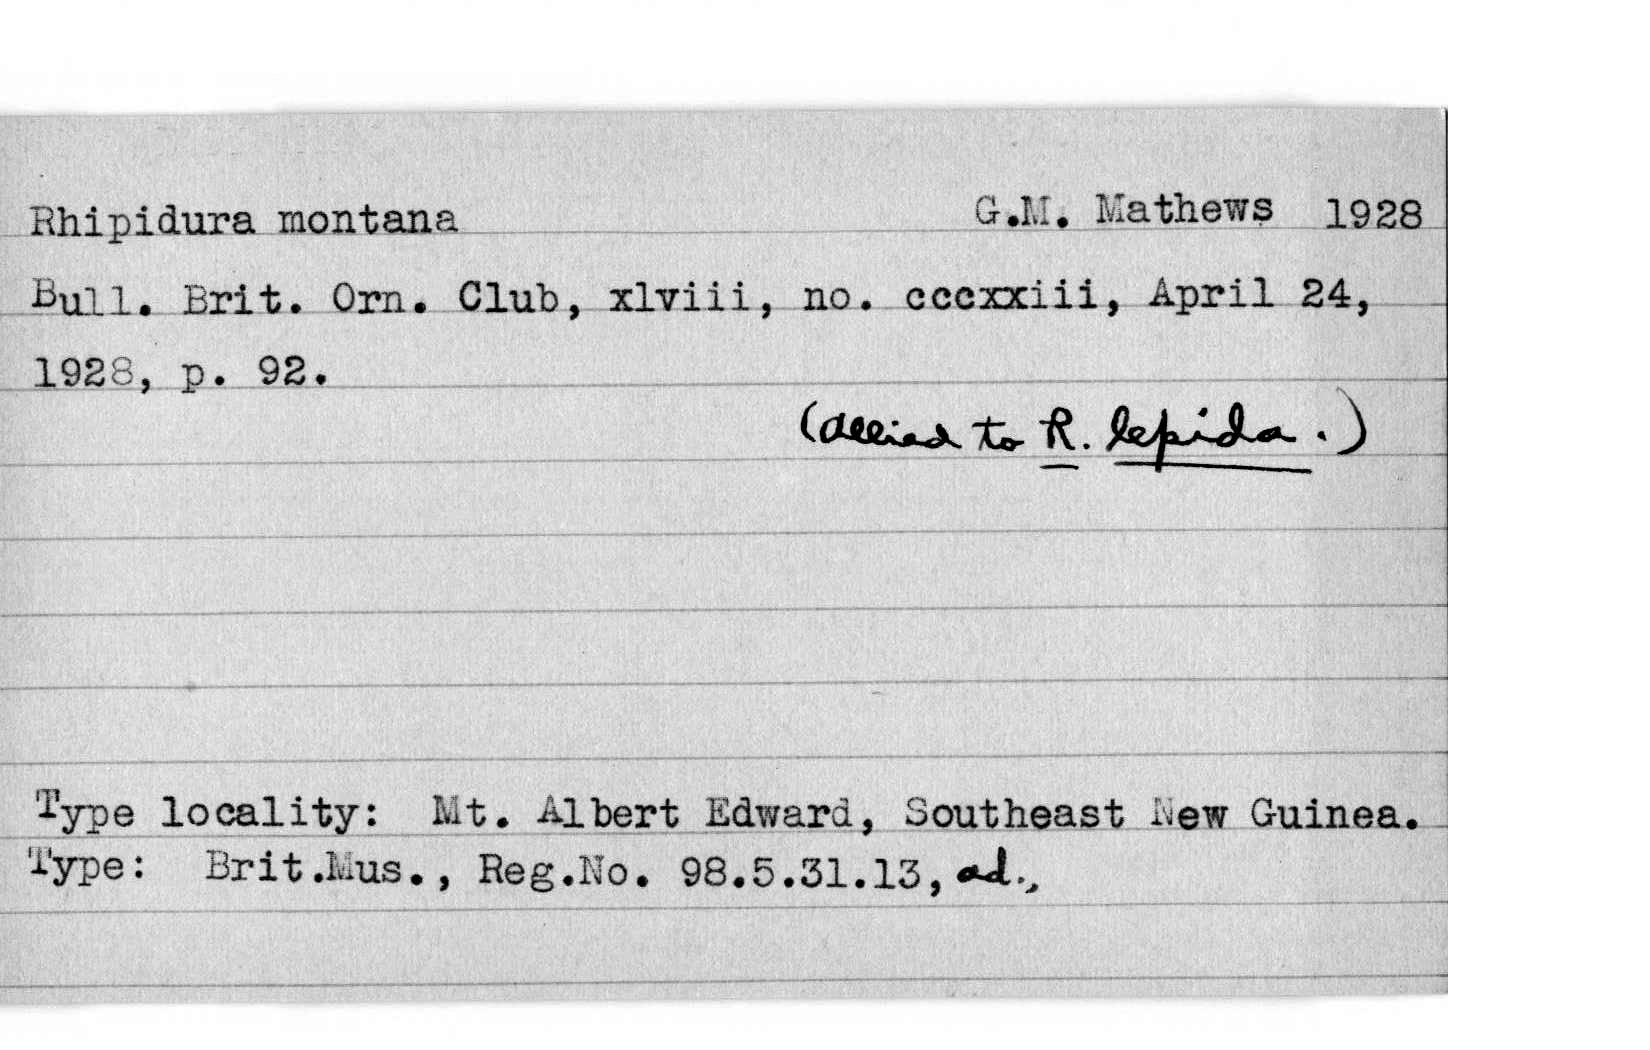 Rhipidura montana G.M. Mathews 1928
Bull. Brit. Orn. Club, xlviii, no. cccxxiii, April 24,
1928, p. 92.
(allied to R. lepida.)
Type locality: Mt. Albert Edward, Southeast New Guinea.
Type: Brit.Mus., Reg.No. 98.5.31.13, ad.,